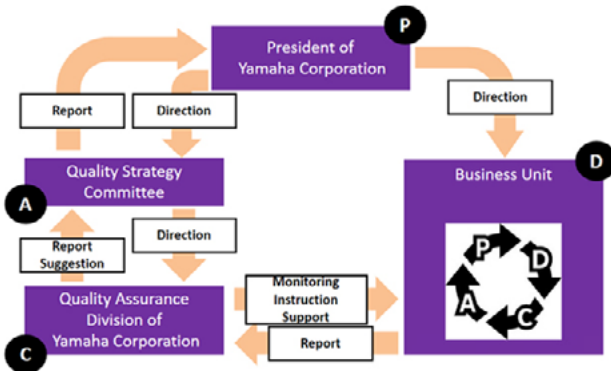 P
President of
Yamaha Corporation
Report
Direction
Direction
Quality Strategy
Committee
A
Business Unit
D
Report
Suggestion
Direction
P
D
A
C
Monitoring
Instruction
Support
Quality Assurance
Division of
Yamaha Corporation
C
Report